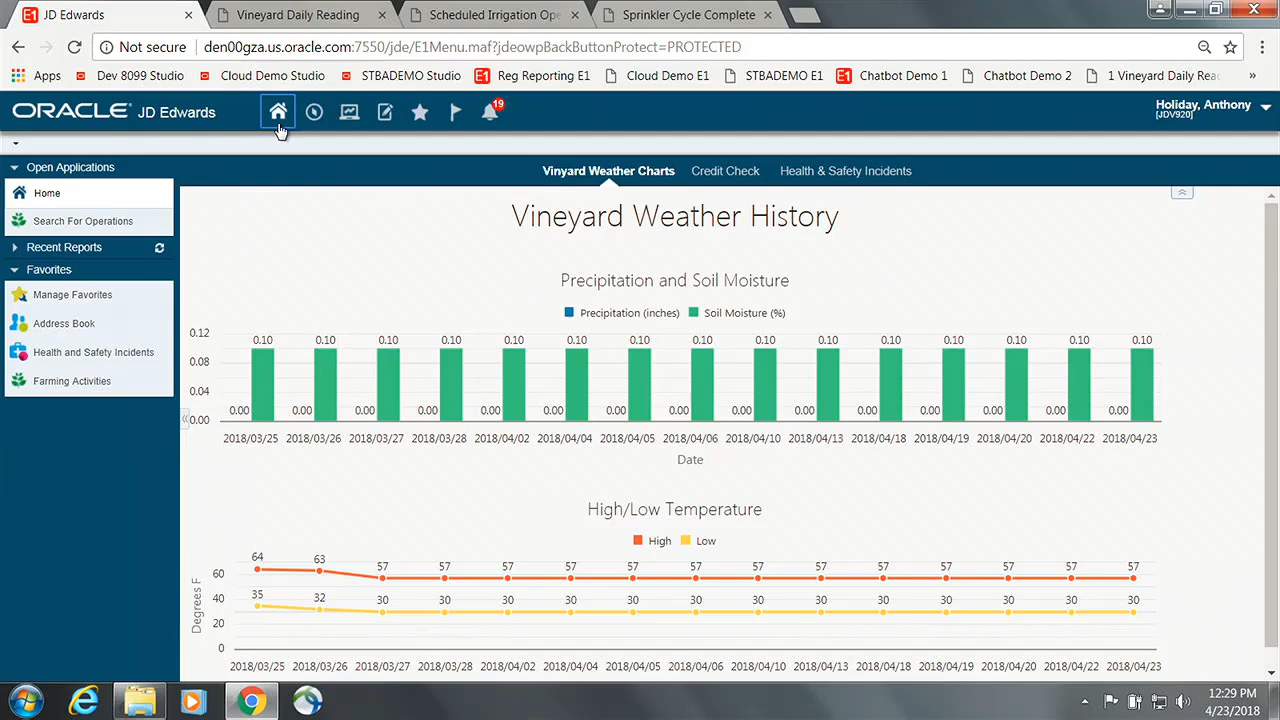 JD Edwards
Vineyard Daily Reading
Scheduled Irrigation Op
Sprinkler Cycle Complete
Not secure
den00gza.us.oracle.com:7550/jde/E1Menu.maf?jdeowpBackButtonProtect=PROTECTED
Apps
Dev 8093 Studio
Cloud Demo Studio
STBADEMO Studio
E1 Reg Reporting E1
Cloud Demo E1
STBADEMO E1
E1 Chatbot Demo 1
Chatbot Demo 2
1 Vineyard Daily Rea
»
ORACLE JD Edwards
19
Holiday, Anthony
[JDV920]
Open Applications
Home
Search For Operations
Recent Reports
Favorites
Manage Favorites
Address Book
Health and Safety Incidents
Farming Activities
Vinyard Weather Charts Credit Check Health & Safety Incidents
Vineyard Weather History
Precipitation and Soil Moisture
Precipitation (inches) Soil Moisture (%)
0.12
0.08
0.04
0.00
0.10 0.10 0.10 0.10 0.10 0.10 0.10 0.10 0.10 0.10 0.10 0.10 0.10 0.10 0.10
0.00 0.00 0.00 0.00 0.00 0.00 0.00 0.00 0.00 0.00 0.00 0.00 0.00 0.00 0.00
2018/03/25 2018/03/26 2018/03/27 2018/03/28 2018/04/02 2018/04/04 2018/04/05 2018/04/06 2018/04/10 2018/04/13 2018/04/18 2018/04/19 2018/04/20 2018/04/22 2018/04/23
Date
High/Low Temperature
High Low
Degrees F
60
40
20
0
64 63 57 57 57 57 57 57 57 57 57 57 57 57 57
35 32 30 30 30 30 30 30 30 30 30 30 30 30 30
2018/03/25 2018/03/26 2018/03/27 2018/03/28 2018/04/02 2018/04/04 2018/04/05 2018/04/06 2018/04/10 2018/04/13 2018/04/18 2018/04/19 2018/04/20 2018/04/22 2018/04/23
12:29 PM
4/23/2018